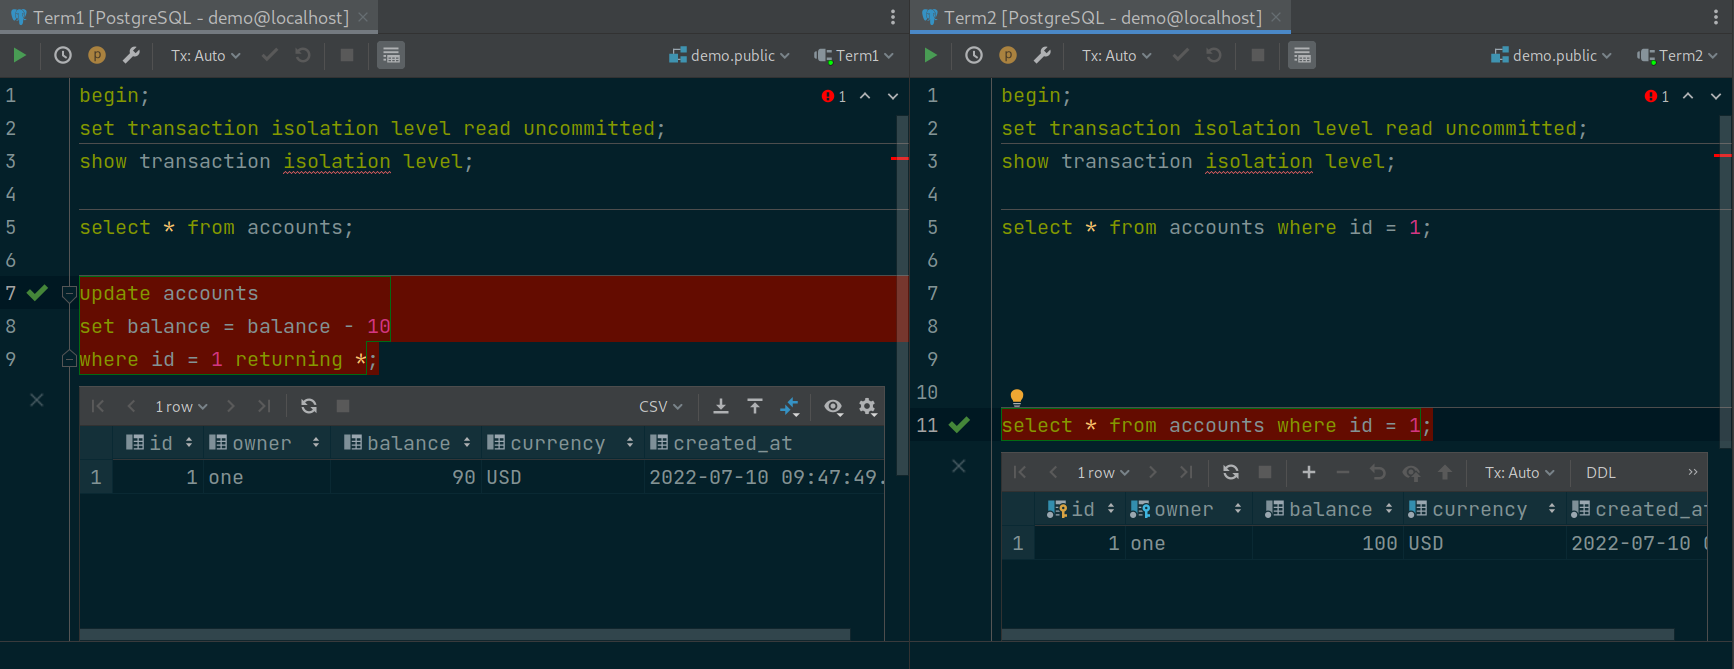 Term1 [PostgreSQL - demo@localhost]
Tx: Auto
demo.public
Term1
1 begin;
1
2 set transaction isolation level read uncommitted;
3 show transaction isolation level;
4
5 select * from accounts;
6
7 update accounts
8 set balance = balance - 10
9 where id = 1 returning *;
1 row
CSV
id owner balance currency created_at
1 1 one 90 USD 2022-07-10 09:47:49.
Term2 [PostgreSQL - demo@localhost]
Tx: Auto
demo.public
Term2
1 begin;
1
2 set transaction isolation level read uncommitted;
3 show transaction isolation level;
4
5 select * from accounts where id = 1;
6
7
8
9
10
11 select * from accounts where id = 1;
1 row
Tx: Auto
DDL
id owner balance currency created_a
1 1 one 100 USD 2022-07-10